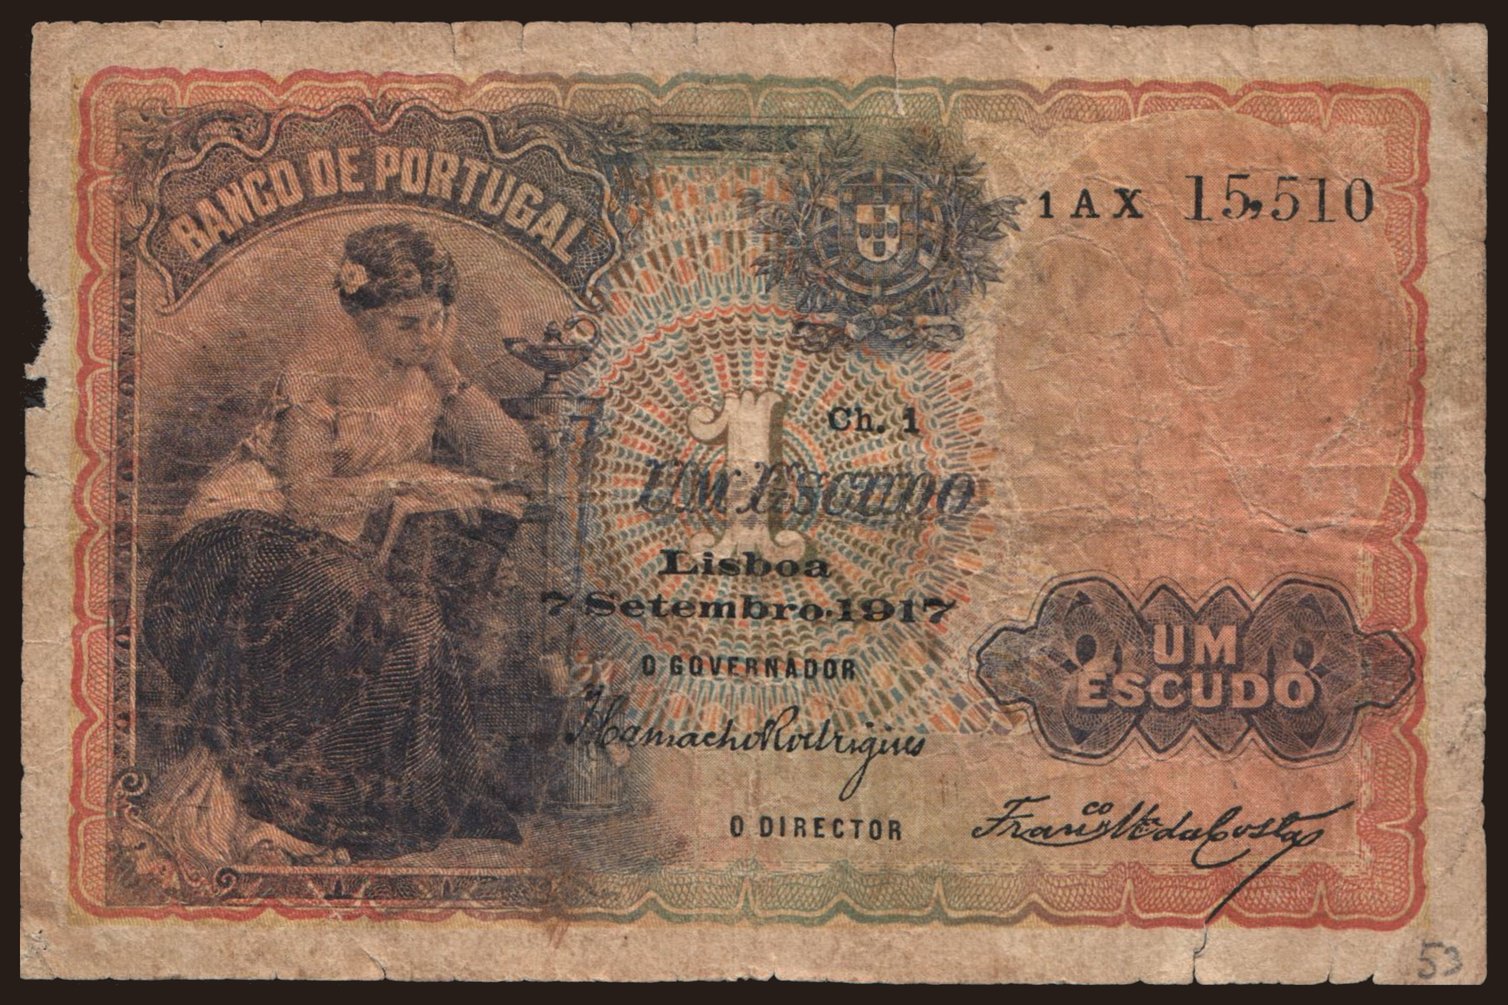 BANCO DE PORTUGAL
1AX 15,510
1
Ch. 1
UM ESCUDO
Lisboa
7 Setembro 1917
O GOVERNADOR
UM
ESCUDO
O DIRECTOR